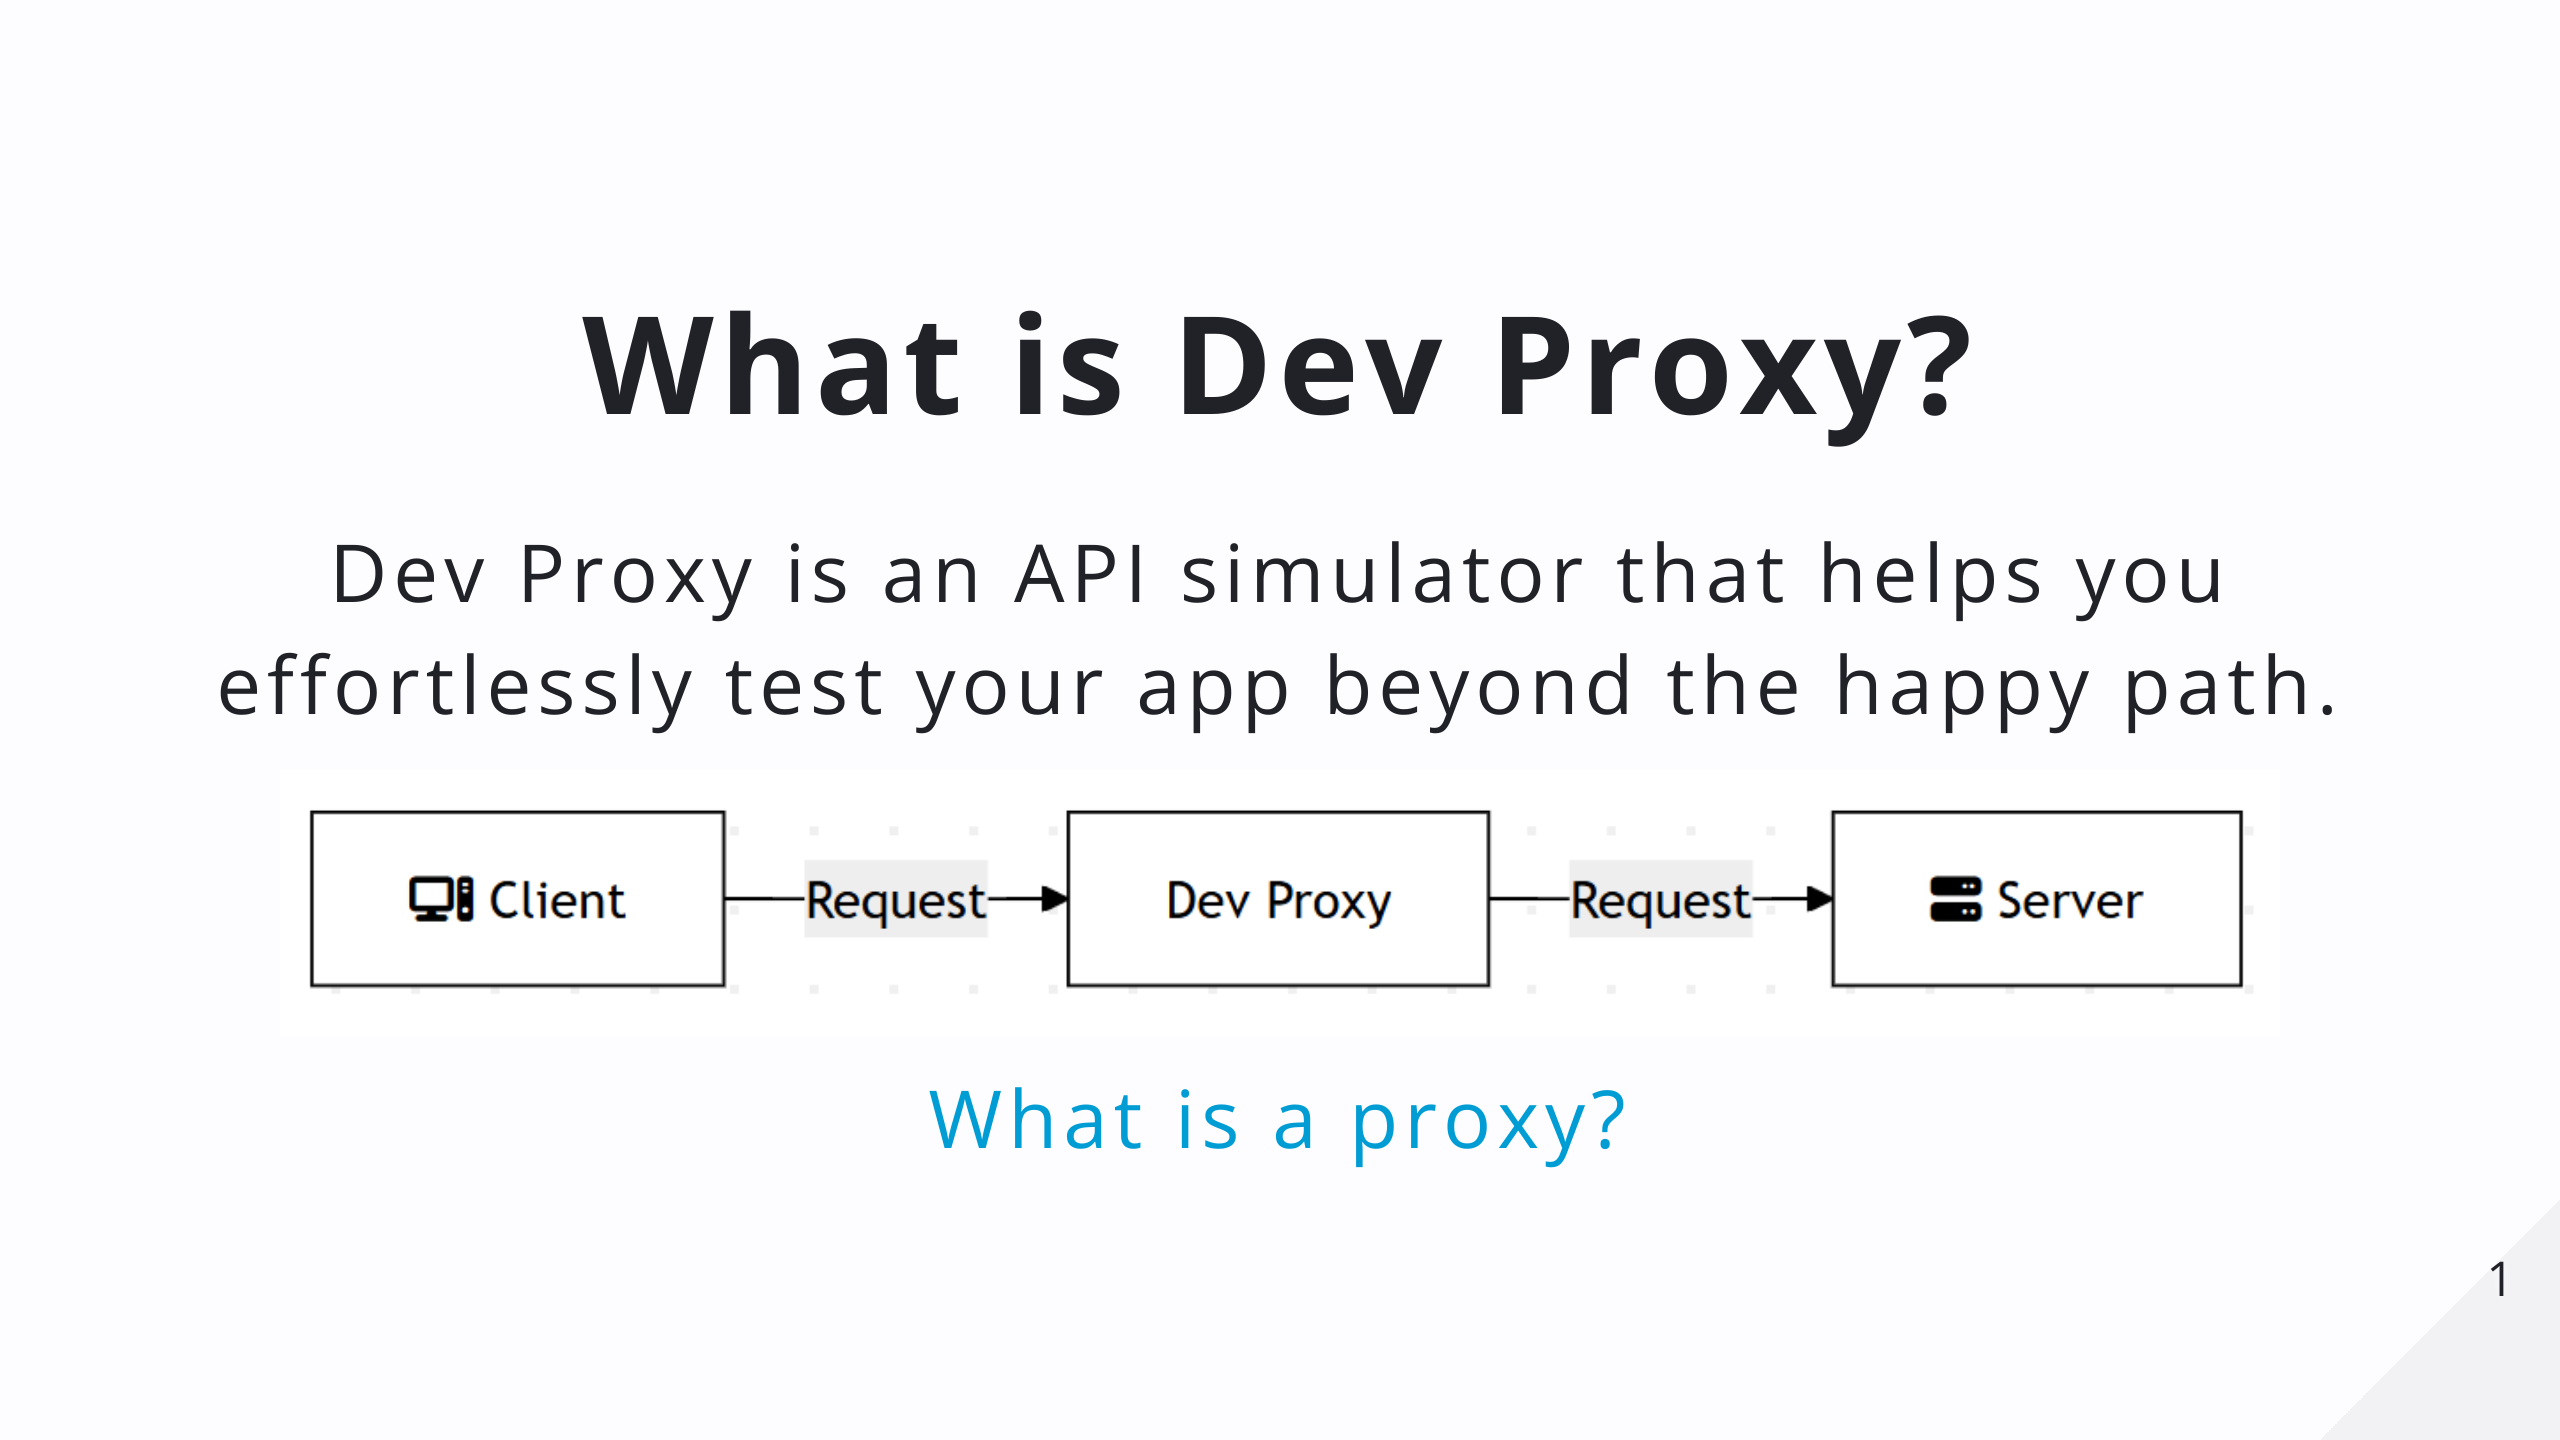 What is Dev Proxy?
Dev Proxy is an API simulator that helps you
effortlessly test your app beyond the happy path.
Client Request Dev Proxy Request Server
What is a proxy?
1